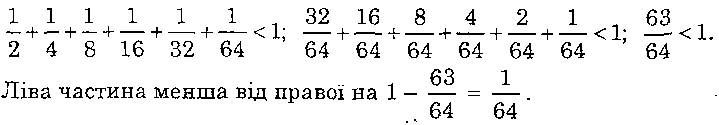 1/2 + 1/4 + 1/8 + 1/16 + 1/32 + 1/64 < 1; 32/64 + 16/64 + 8/64 + 4/64 + 2/64 + 1/64 < 1; 63/64 < 1.
Ліва частина менша від правої на 1 − 63/64 = 1/64.